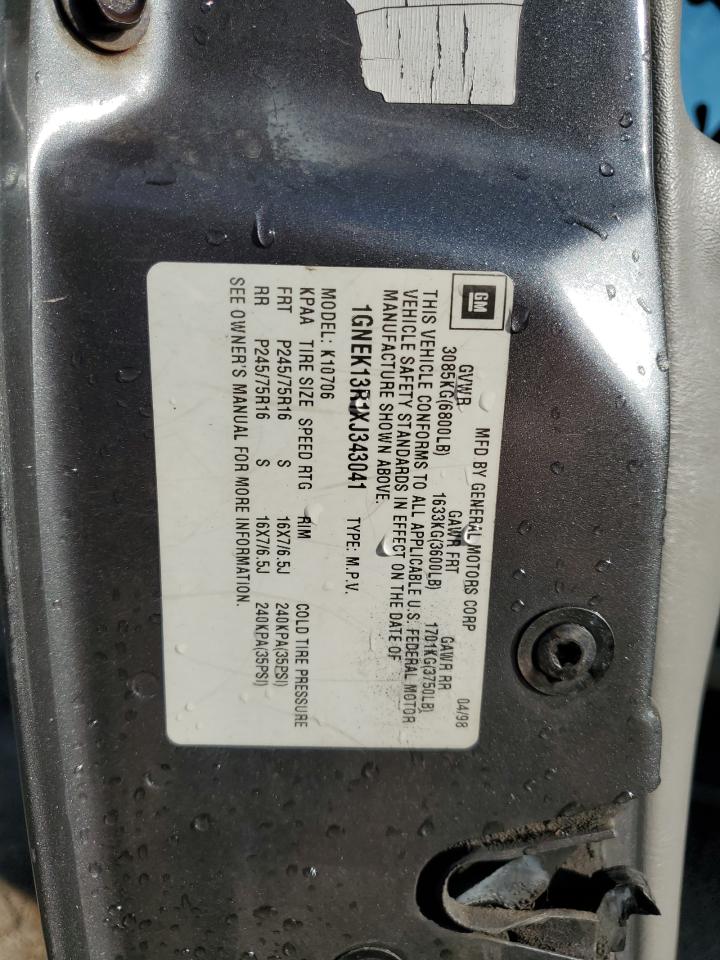 GM
MFD BY GENERAL MOTORS CORP 04/98
GVWR GAWR FRT GAWR RR
3085KG(6800LB) 1633KG(3600LB) 1701KG(3750LB)
THIS VEHICLE CONFORMS TO ALL APPLICABLE U.S. FEDERAL MOTOR
VEHICLE SAFETY STANDARDS IN EFFECT ON THE DATE OF
MANUFACTURE SHOWN ABOVE.
1GNEK13R1XJ343041 TYPE: M.P.V.
MODEL: K10706
KPAA TIRE SIZE SPEED RTG RIM COLD TIRE PRESSURE
FRT P245/75R16 S 16X7/6.5J 240KPA(35PSI)
RR P245/75R16 S 16X7/6.5J 240KPA(35PSI)
SEE OWNER'S MANUAL FOR MORE INFORMATION.